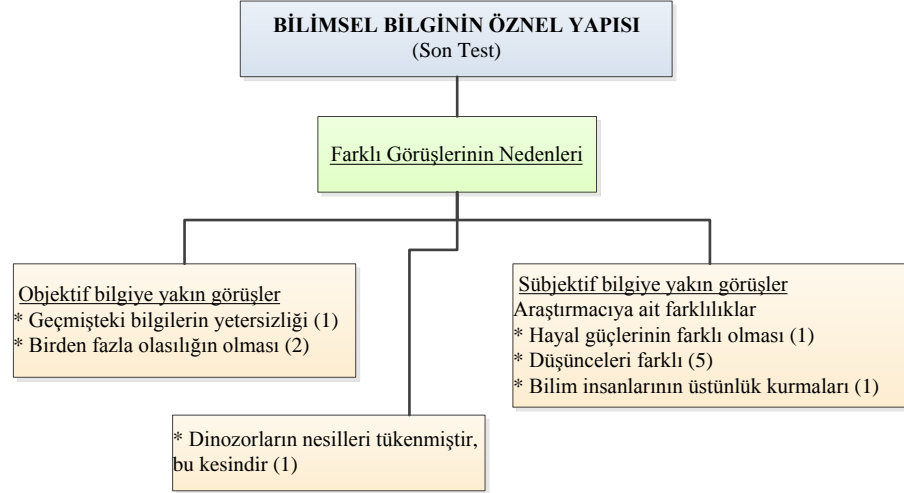 BİLİMSEL BİLGİNİN ÖZNEL YAPISI
(Son Test)
Farklı Görüşlerinin Nedenleri
Objektif bilgiye yakın görüşler
* Geçmişteki bilgilerin yetersizliği (1)
* Birden fazla olasılığın olması (2)
* Dinozorların nesilleri tükenmiştir,
bu kesindir (1)
Sübjektif bilgiye yakın görüşler
Araştırmacıya ait farklılıklar
* Hayal güçlerinin farklı olması (1)
* Düşünceleri farklı (5)
* Bilim insanlarının üstünlük kurmaları (1)